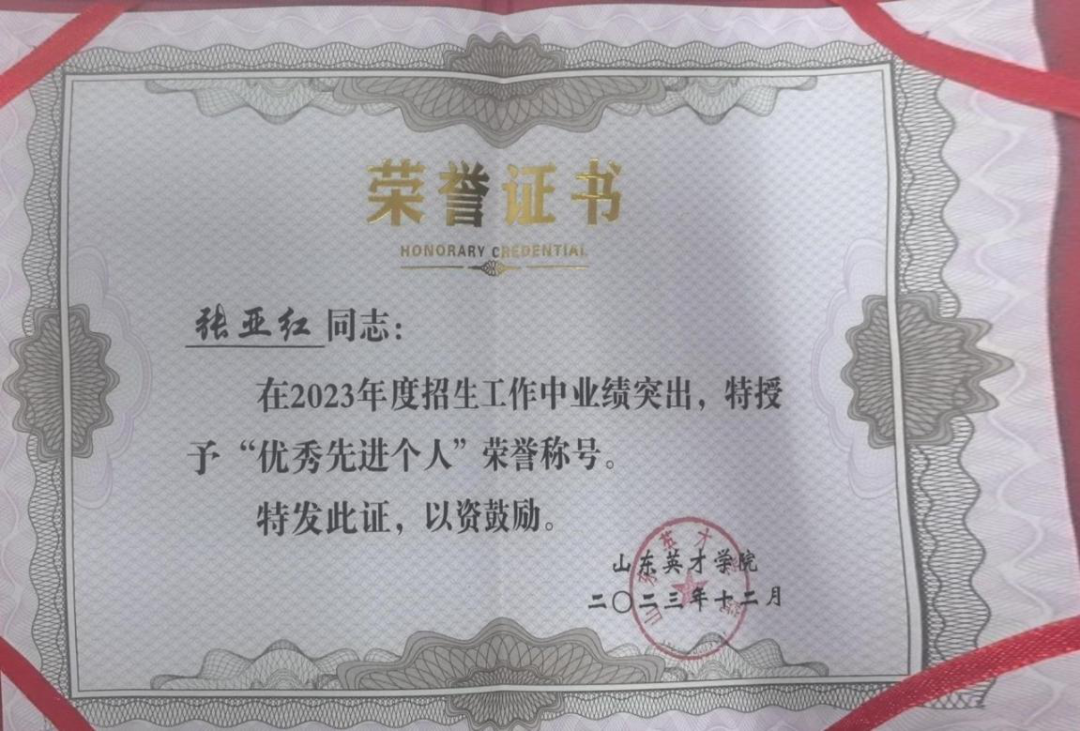 荣誉证书
HONORARY CREDENTIAL
张亚红同志：
在2023年度招生工作中业绩突出，特授
予“优秀先进个人”荣誉称号。
特发此证，以资鼓励。
山东英才学院
二〇二三年十二月